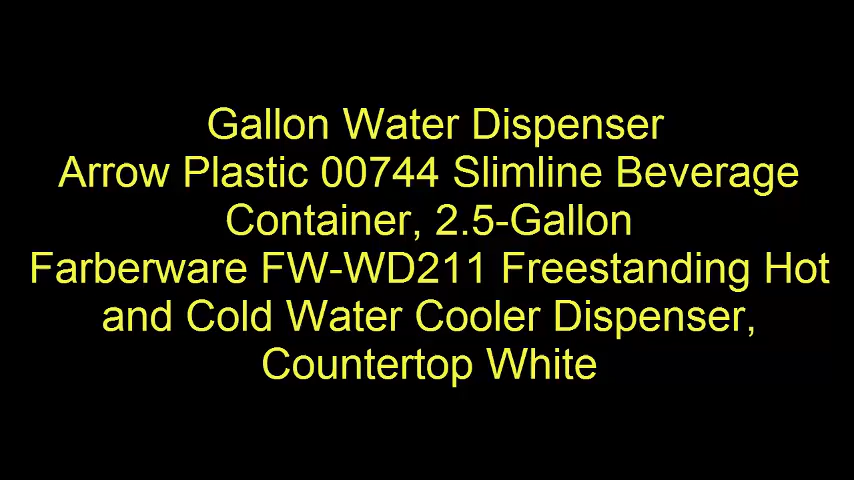 Gallon Water Dispenser
Arrow Plastic 00744 Slimline Beverage
Container, 2.5-Gallon
Farberware FW-WD211 Freestanding Hot
and Cold Water Cooler Dispenser,
Countertop White